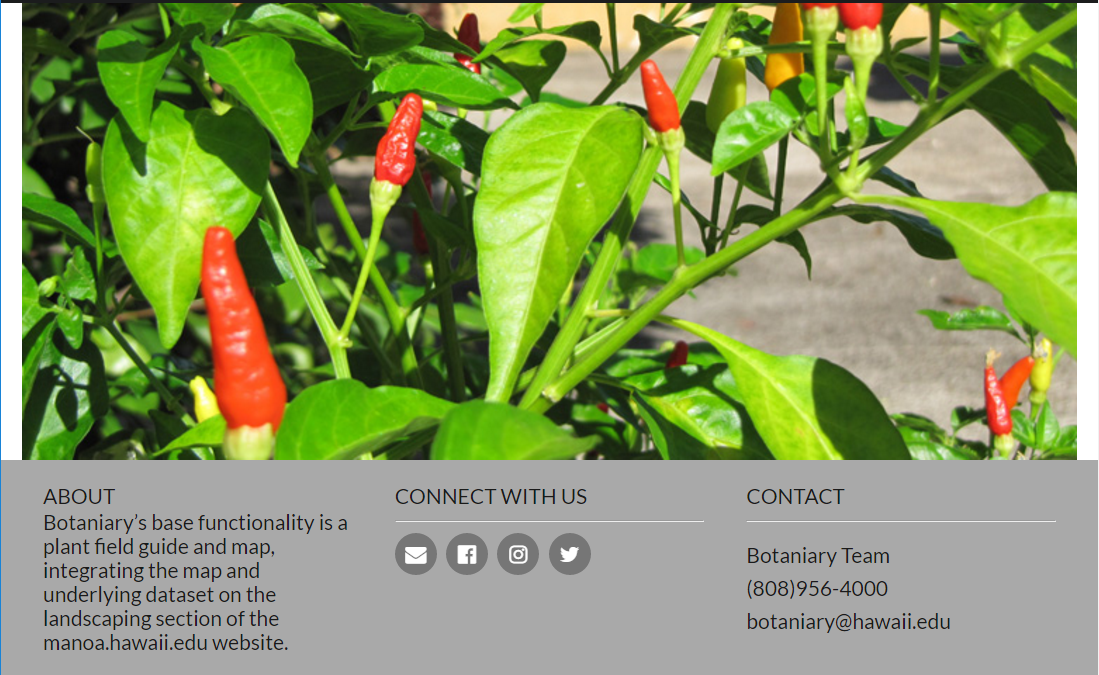 ABOUT
Botaniary’s base functionality is a
plant field guide and map,
integrating the map and
underlying dataset on the
landscaping section of the
manoa.hawaii.edu website.
CONNECT WITH US
CONTACT
Botaniary Team
(808)956-4000
botaniary@hawaii.edu